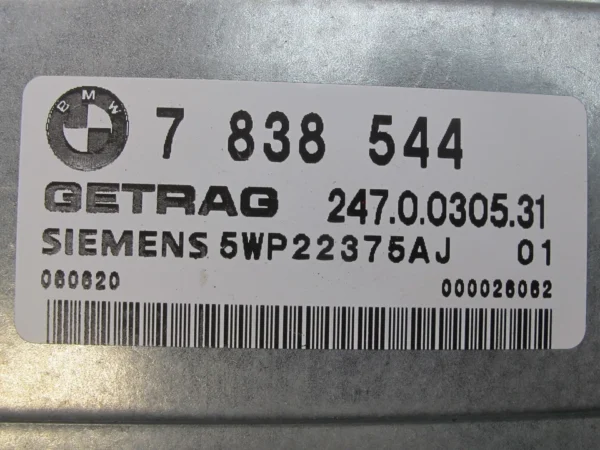 BMW
7 838 544
GETRAG 247.0.0305.31
SIEMENS 5WP22375AJ 01
060620 000026062